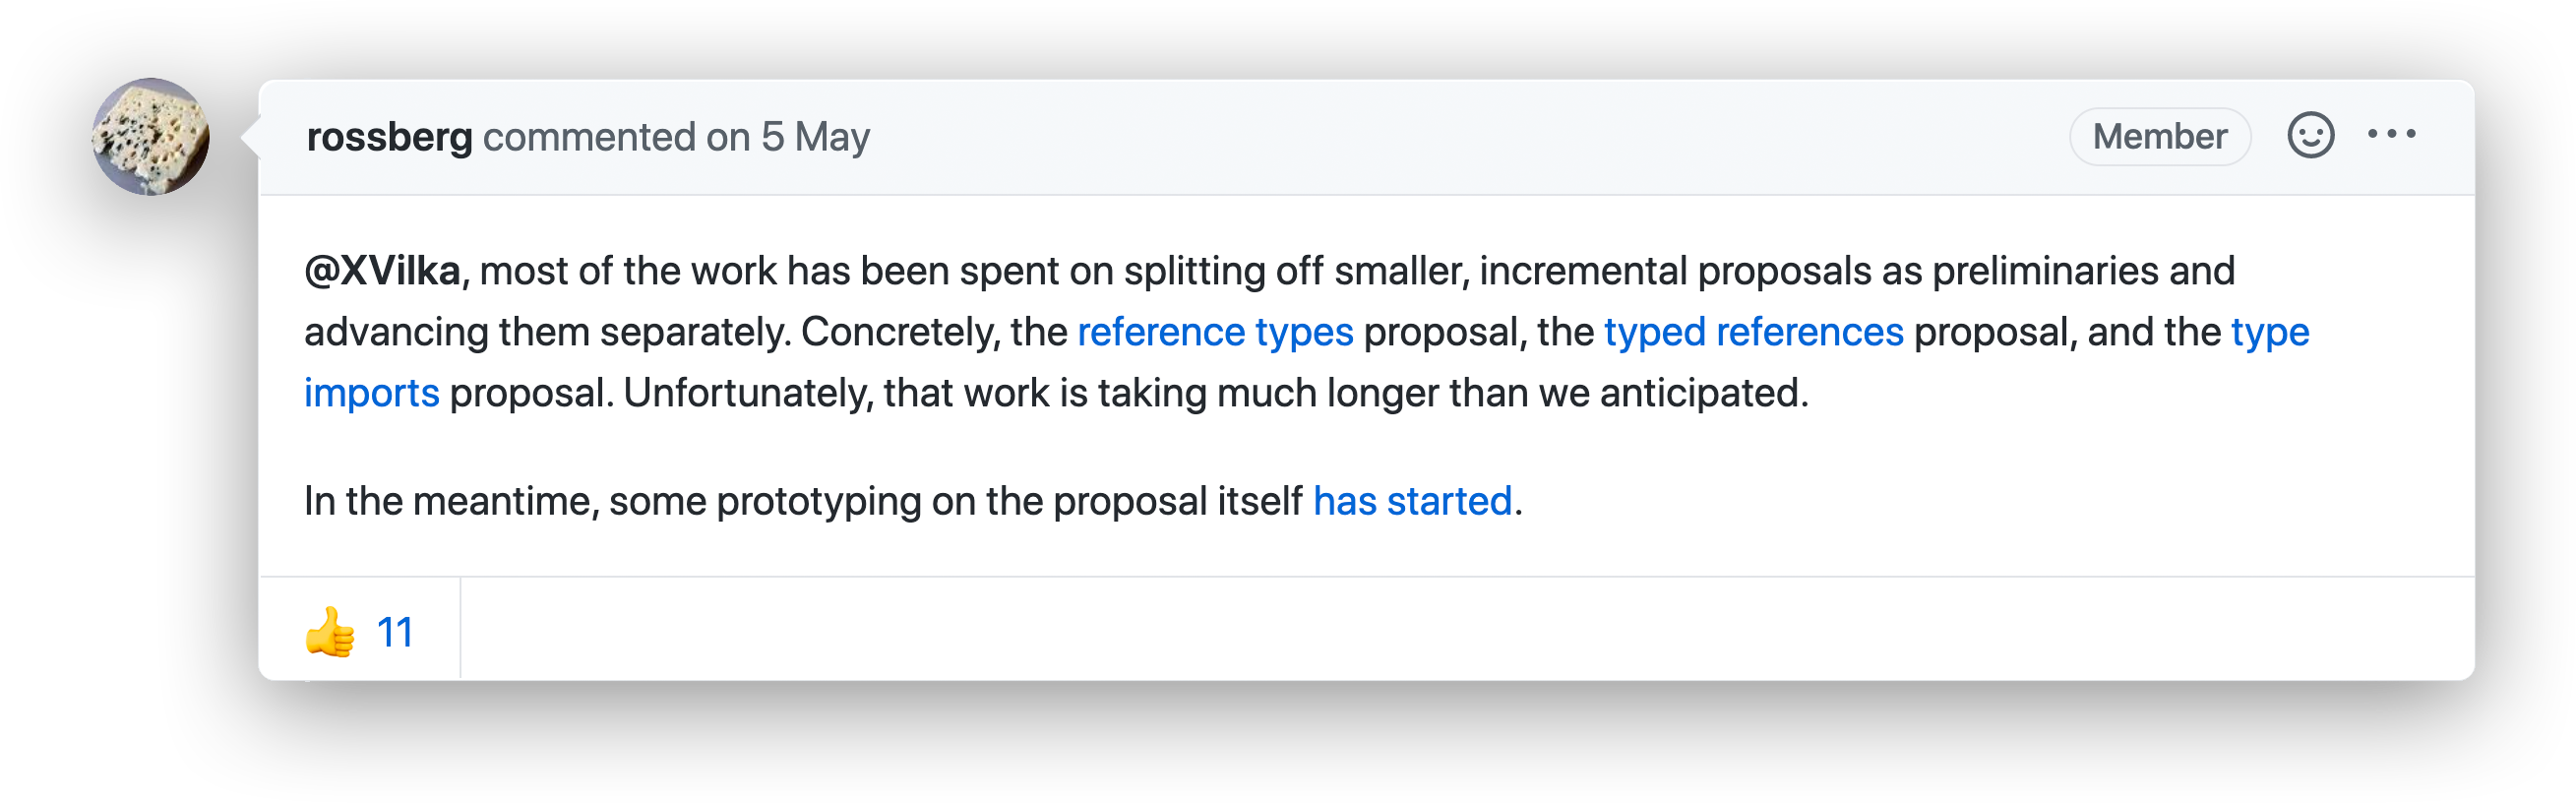 rossberg commented on 5 May
Member
@XVilka, most of the work has been spent on splitting off smaller, incremental proposals as preliminaries and
advancing them separately. Concretely, the reference types proposal, the typed references proposal, and the type
imports proposal. Unfortunately, that work is taking much longer than we anticipated.
In the meantime, some prototyping on the proposal itself has started.
👍 11